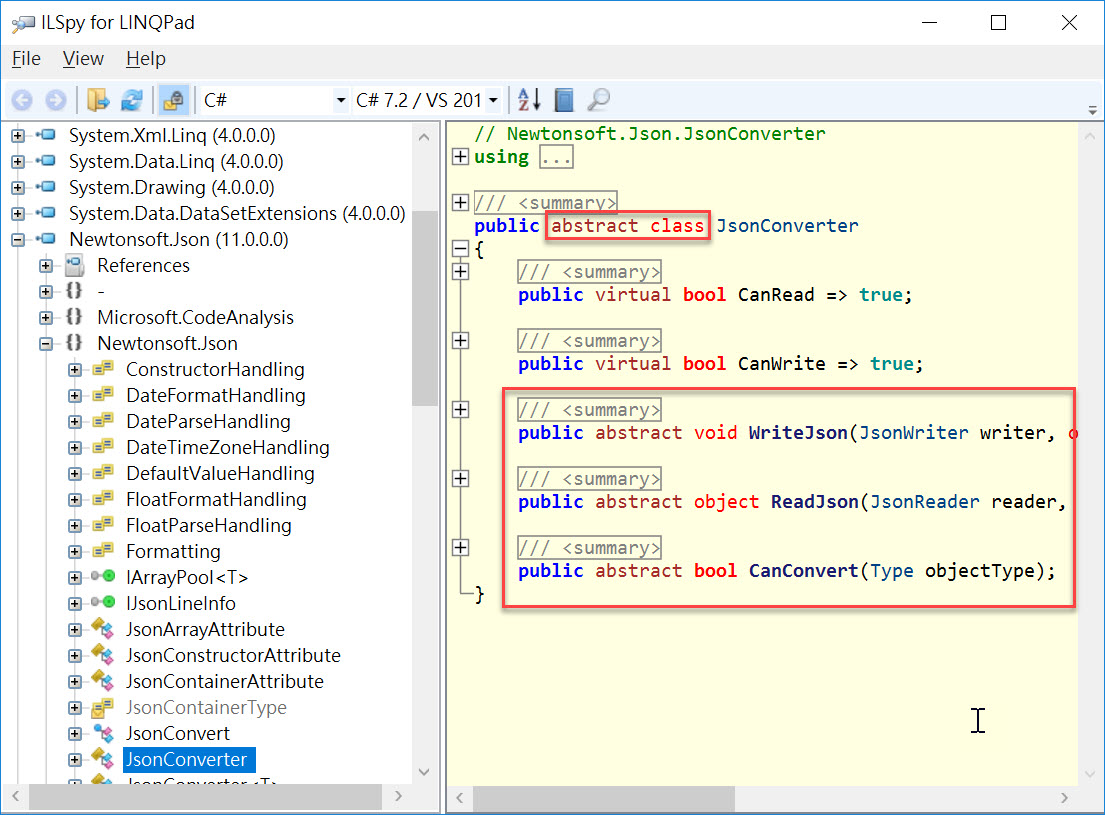 ILSpy for LINQPad
File View Help
C# C# 7.2 / VS 201
System.Xml.Linq (4.0.0.0)
System.Data.Linq (4.0.0.0)
System.Drawing (4.0.0.0)
System.Data.DataSetExtensions (4.0.0.0)
Newtonsoft.Json (11.0.0.0)
References
{} -
{} Microsoft.CodeAnalysis
{} Newtonsoft.Json
ConstructorHandling
DateFormatHandling
DateParseHandling
DateTimeZoneHandling
DefaultValueHandling
FloatFormatHandling
FloatParseHandling
Formatting
IArrayPool<T>
IJsonLineInfo
JsonArrayAttribute
JsonConstructorAttribute
JsonContainerAttribute
JsonContainerType
JsonConvert
JsonConverter
JsonConverter<T>
// Newtonsoft.Json.JsonConverter
using ...
/// <summary>
public abstract class JsonConverter
{
/// <summary>
public virtual bool CanRead => true;
/// <summary>
public virtual bool CanWrite => true;
/// <summary>
public abstract void WriteJson(JsonWriter writer, o
/// <summary>
public abstract object ReadJson(JsonReader reader,
/// <summary>
public abstract bool CanConvert(Type objectType);
}